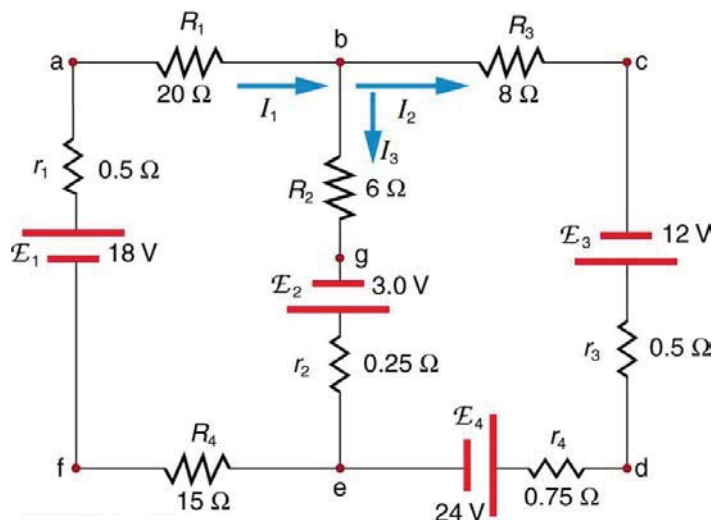 R1 b R3
a c
20 Ω 8 Ω
I1 I2
I3
r1 0.5 Ω
R2 6 Ω
ℰ1 18 V
g
ℰ2 3.0 V
ℰ3 12 V
r2 0.25 Ω
r3 0.5 Ω
R4 ℰ4 r4
f e d
15 Ω 24 V 0.75 Ω